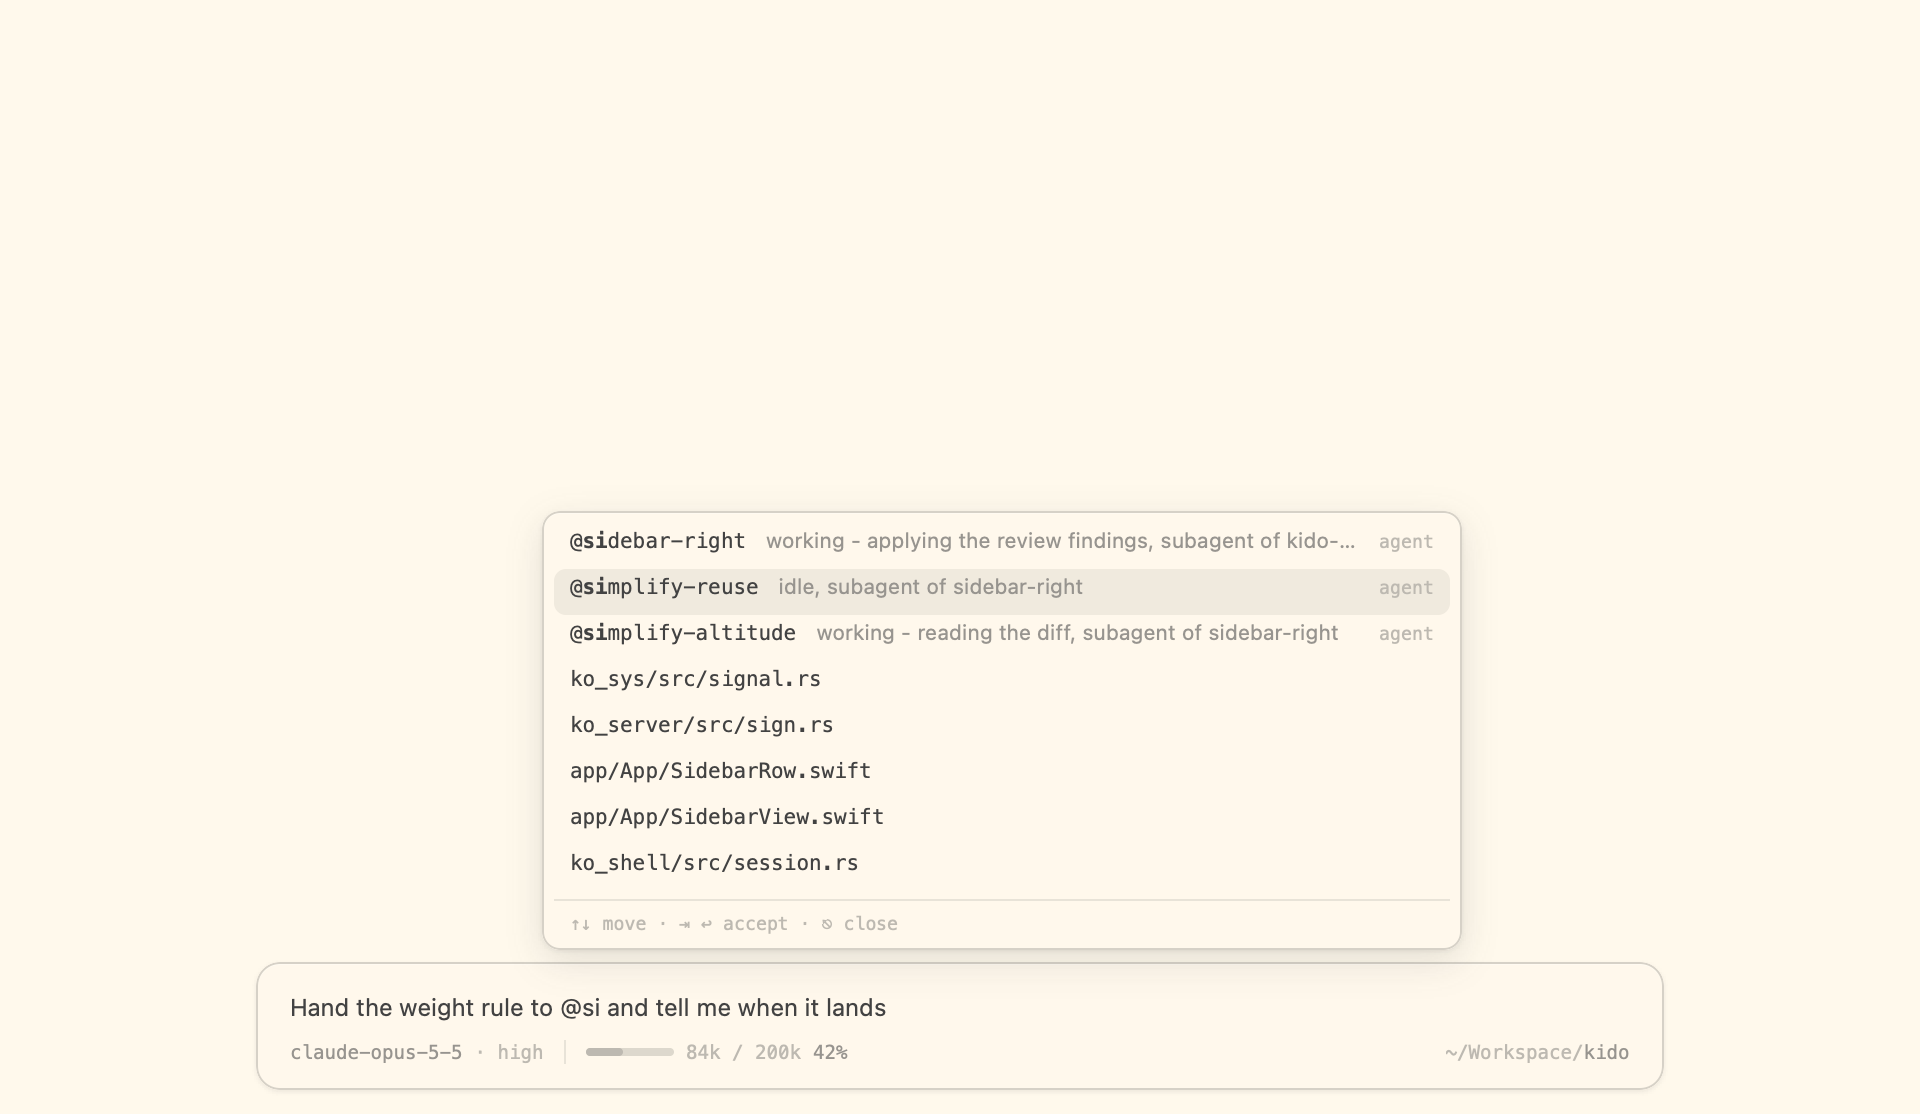 @sidebar-right working - applying the review findings, subagent of kido-... agent
@simplify-reuse idle, subagent of sidebar-right agent
@simplify-altitude working - reading the diff, subagent of sidebar-right agent
ko_sys/src/signal.rs
ko_server/src/sign.rs
app/App/SidebarRow.swift
app/App/SidebarView.swift
ko_shell/src/session.rs
↑↓ move · ⇥ ↩ accept · ⎋ close
Hand the weight rule to @si and tell me when it lands
claude-opus-5-5 · high 84k / 200k 42% ~/Workspace/kido